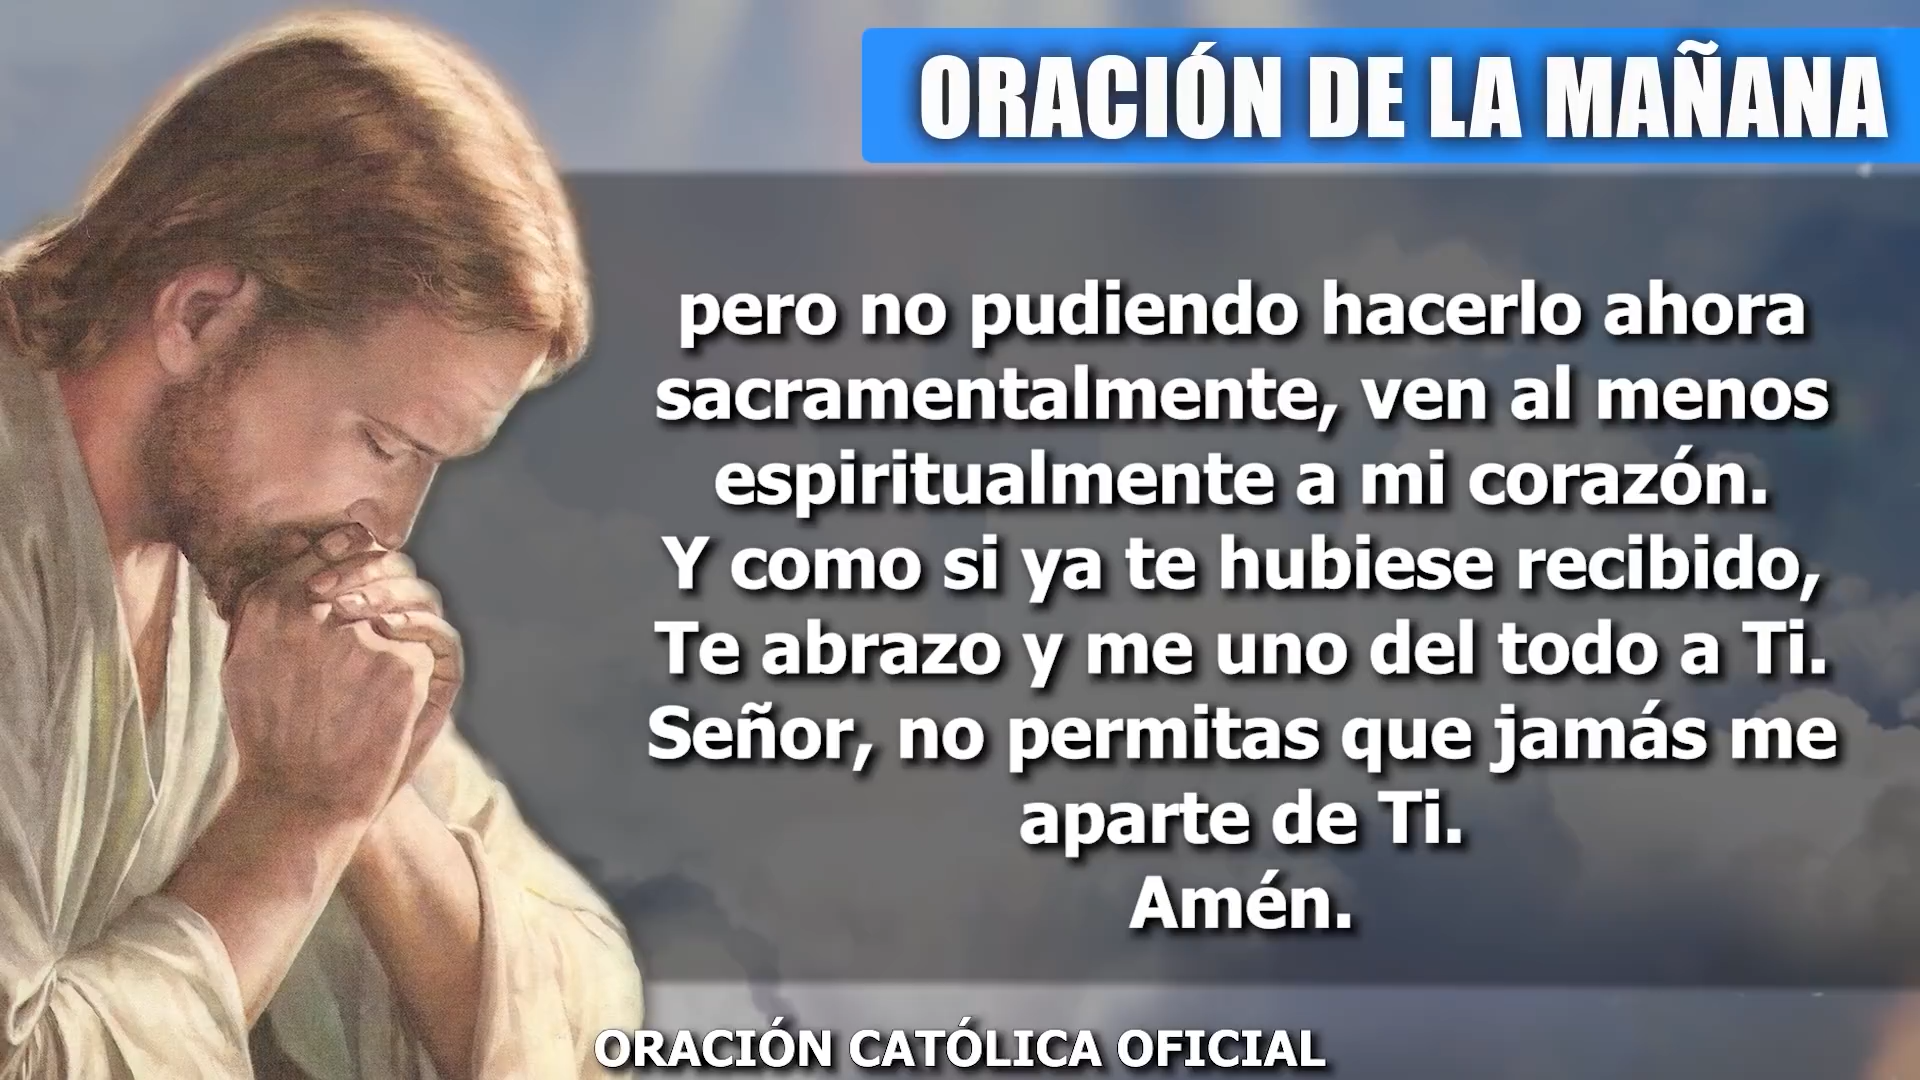 ORACIÓN DE LA MAÑANA
pero no pudiendo hacerlo ahora
sacramentalmente, ven al menos
espiritualmente a mi corazón.
Y como si ya te hubiese recibido,
Te abrazo y me uno del todo a Ti.
Señor, no permitas que jamás me
aparte de Ti.
Amén.
ORACIÓN CATÓLICA OFICIAL